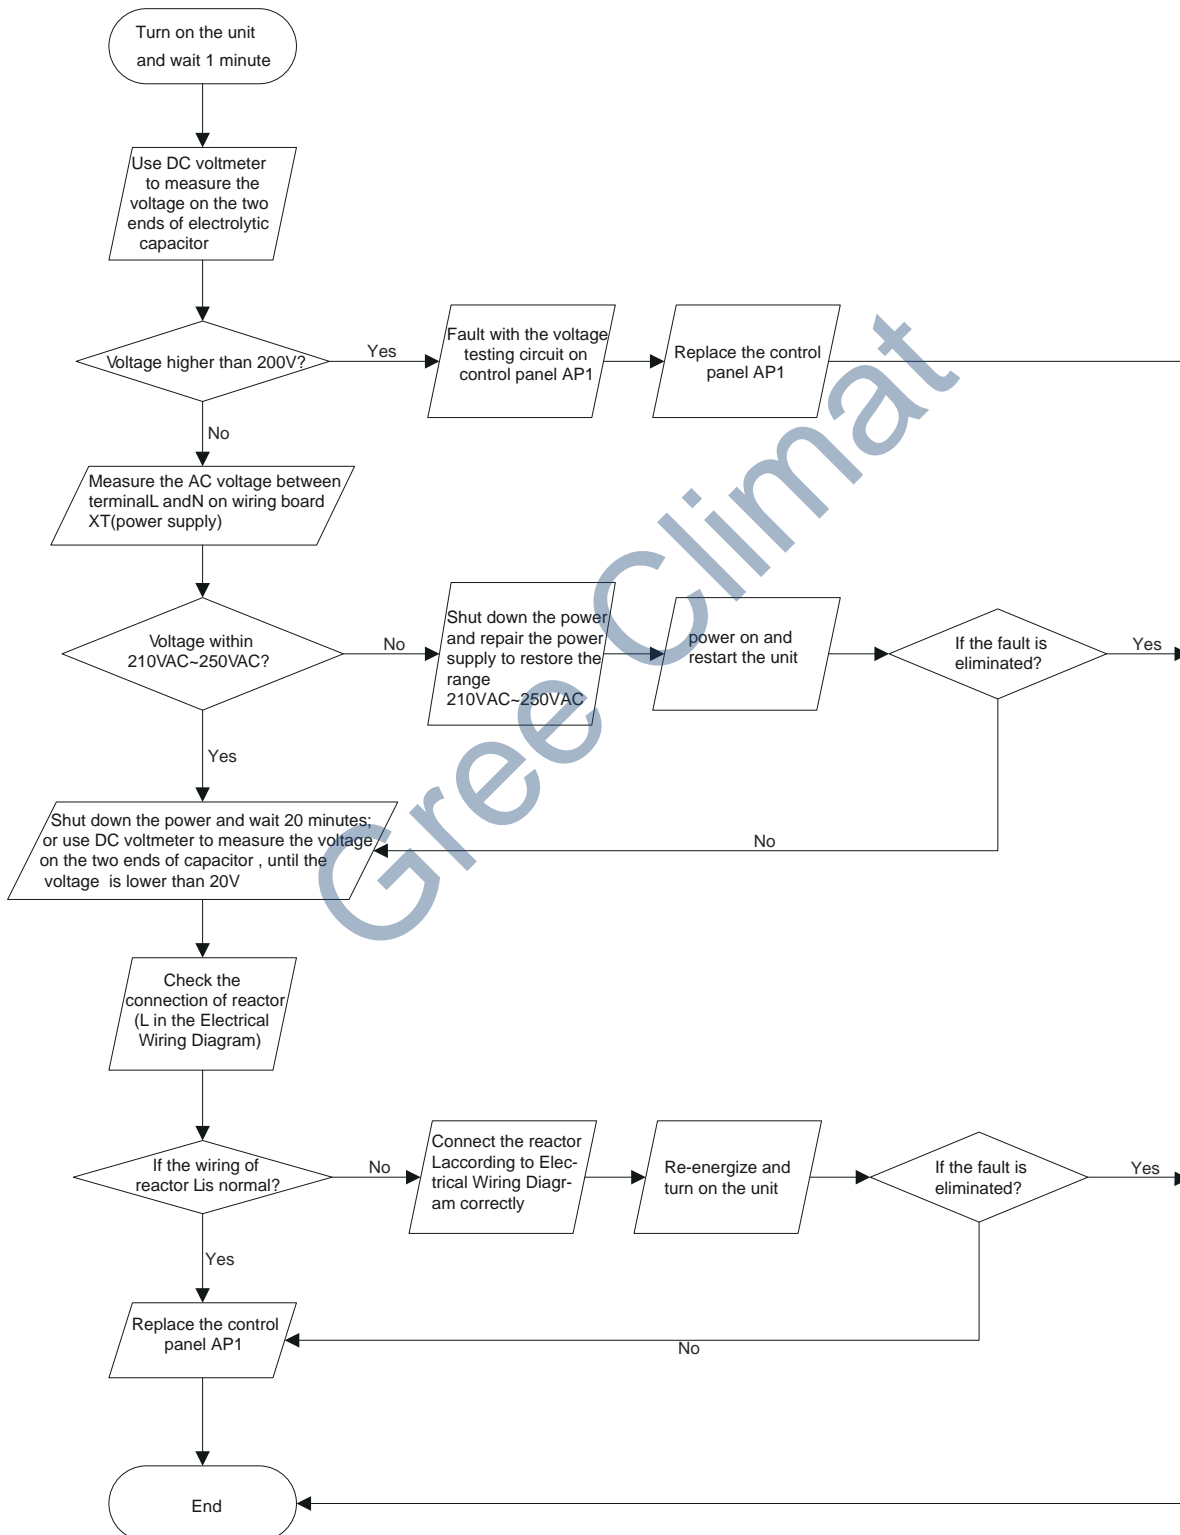 Turn on the unit
and wait 1 minute
Use DC voltmeter
to measure the
voltage on the two
ends of electrolytic
capacitor
Voltage higher than 200V?
Yes
Fault with the voltage
testing circuit on
control panel AP1
Replace the control
panel AP1
No
Measure the AC voltage between
terminalL andN on wiring board
XT(power supply)
Voltage within
210VAC~250VAC?
No
Shut down the power
and repair the power
supply to restore the
range
210VAC~250VAC
power on and
restart the unit
If the fault is
eliminated?
Yes
Yes
No
Shut down the power and wait 20 minutes;
or use DC voltmeter to measure the voltage
on the two ends of capacitor , until the
voltage is lower than 20V
Check the
connection of reactor
(L in the Electrical
Wiring Diagram)
If the wiring of
reactor Lis normal?
No
Connect the reactor
Laccording to Elec-
trical Wiring Diagr-
am correctly
Re-energize and
turn on the unit
If the fault is
eliminated?
Yes
Yes
No
Replace the control
panel AP1
End
Gree Climat